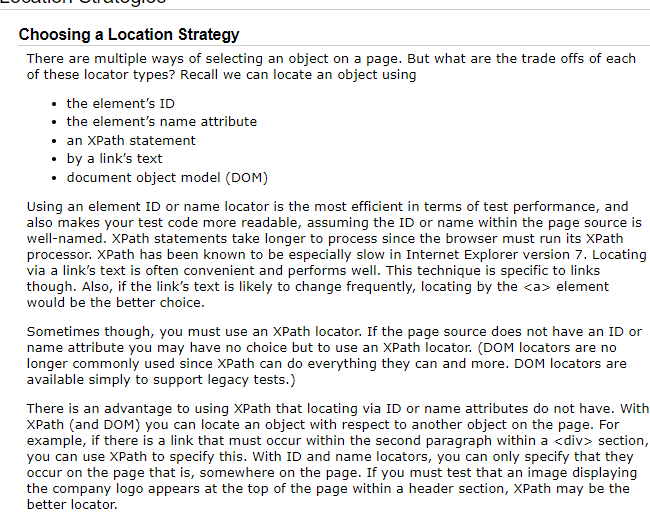 Location Strategies
Choosing a Location Strategy
There are multiple ways of selecting an object on a page. But what are the trade offs of each
of these locator types? Recall we can locate an object using
• the element's ID
• the element's name attribute
• an XPath statement
• by a link's text
• document object model (DOM)
Using an element ID or name locator is the most efficient in terms of test performance, and
also makes your test code more readable, assuming the ID or name within the page source is
well-named. XPath statements take longer to process since the browser must run its XPath
processor. XPath has been known to be especially slow in Internet Explorer version 7. Locating
via a link's text is often convenient and performs well. This technique is specific to links
though. Also, if the link's text is likely to change frequently, locating by the <a> element
would be the better choice.
Sometimes though, you must use an XPath locator. If the page source does not have an ID or
name attribute you may have no choice but to use an XPath locator. (DOM locators are no
longer commonly used since XPath can do everything they can and more. DOM locators are
available simply to support legacy tests.)
There is an advantage to using XPath that locating via ID or name attributes do not have. With
XPath (and DOM) you can locate an object with respect to another object on the page. For
example, if there is a link that must occur within the second paragraph within a <div> section,
you can use XPath to specify this. With ID and name locators, you can only specify that they
occur on the page that is, somewhere on the page. If you must test that an image displaying
the company logo appears at the top of the page within a header section, XPath may be the
better locator.